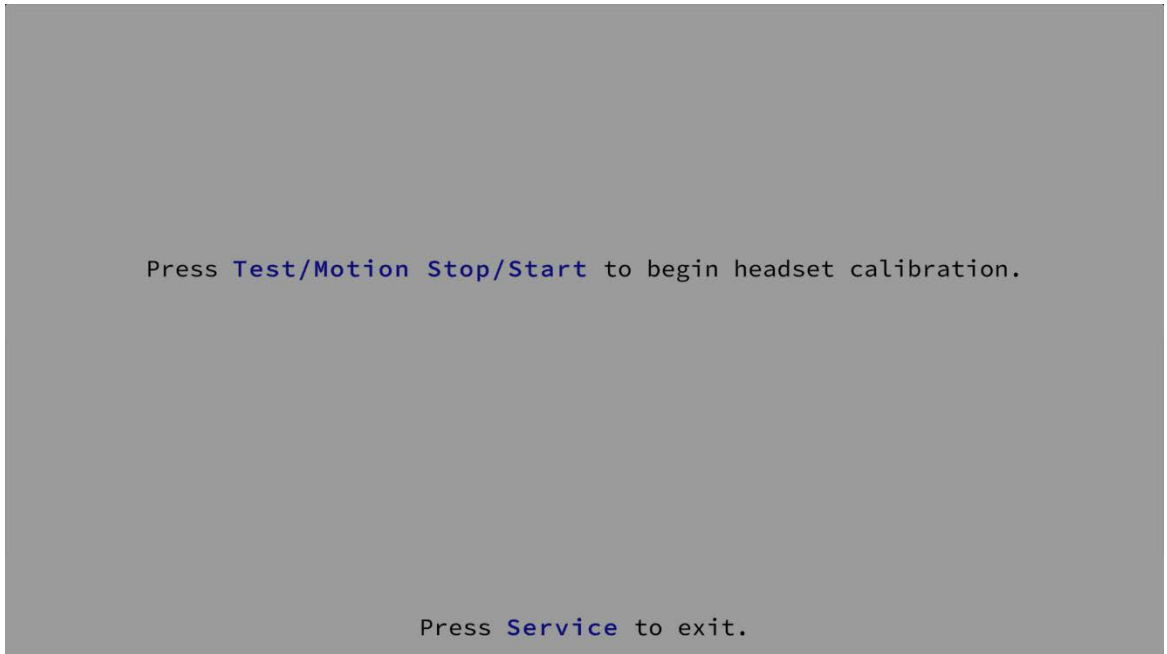 Press Test/Motion Stop/Start to begin headset calibration.
Press Service to exit.